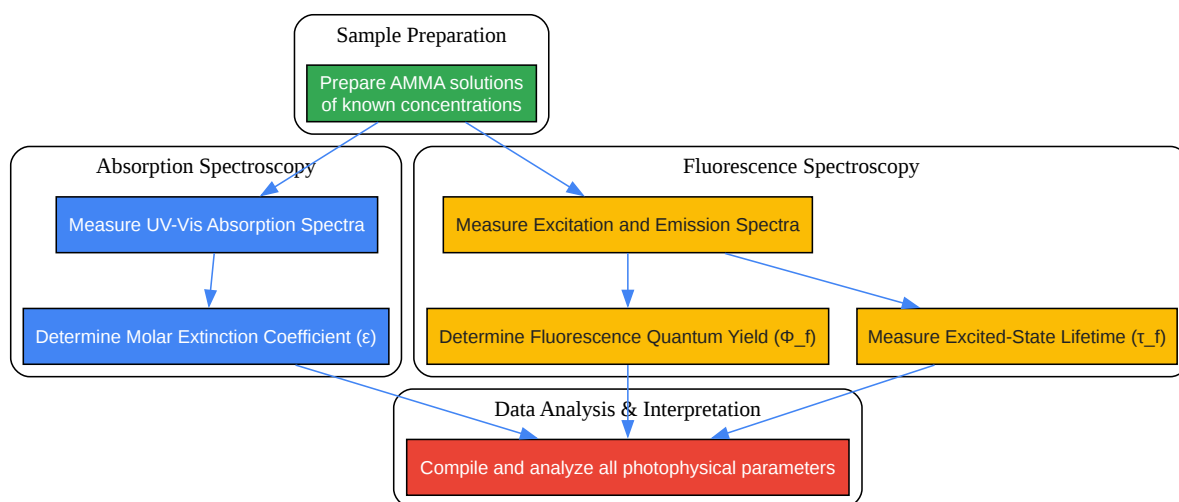 Sample Preparation
Prepare AMMA solutions
of known concentrations
Absorption Spectroscopy
Measure UV-Vis Absorption Spectra
Determine Molar Extinction Coefficient (ε)
Fluorescence Spectroscopy
Measure Excitation and Emission Spectra
Determine Fluorescence Quantum Yield (Φ_f)
Measure Excited-State Lifetime (τ_f)
Data Analysis & Interpretation
Compile and analyze all photophysical parameters